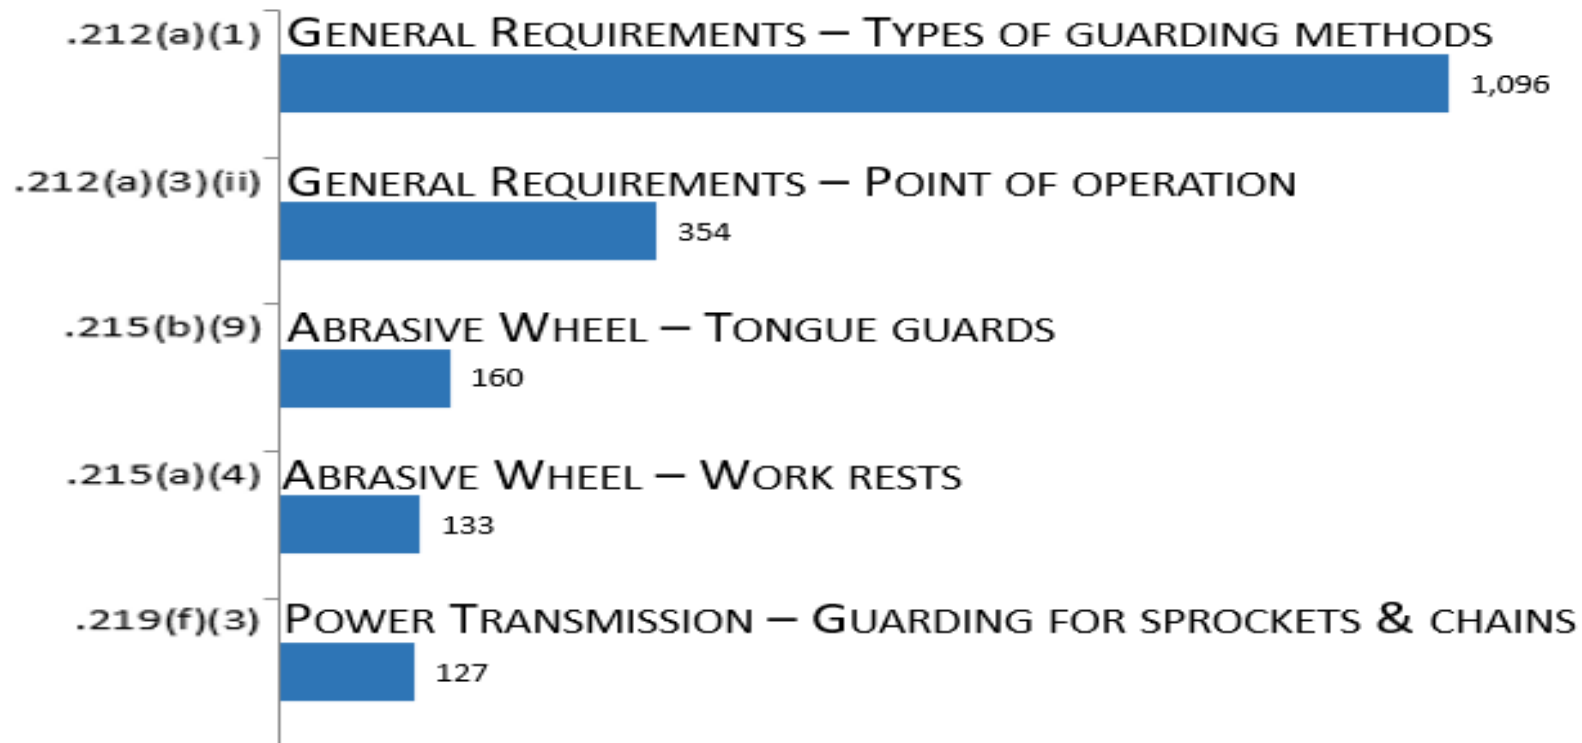 .212(a)(1) GENERAL REQUIREMENTS – TYPES OF GUARDING METHODS
1,096
.212(a)(3)(ii) GENERAL REQUIREMENTS – POINT OF OPERATION
354
.215(b)(9) ABRASIVE WHEEL – TONGUE GUARDS
160
.215(a)(4) ABRASIVE WHEEL – WORK RESTS
133
.219(f)(3) POWER TRANSMISSION – GUARDING FOR SPROCKETS & CHAINS
127